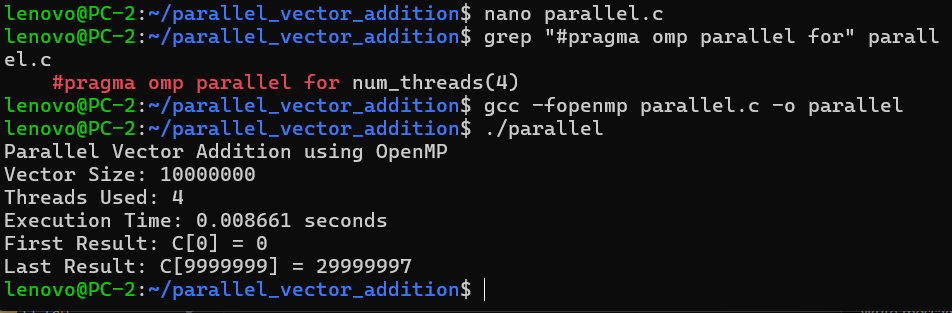 lenovo@PC-2:~/parallel_vector_addition$ nano parallel.c
lenovo@PC-2:~/parallel_vector_addition$ grep "#pragma omp parallel for" parall
el.c
    #pragma omp parallel for num_threads(4)
lenovo@PC-2:~/parallel_vector_addition$ gcc -fopenmp parallel.c -o parallel
lenovo@PC-2:~/parallel_vector_addition$ ./parallel
Parallel Vector Addition using OpenMP
Vector Size: 10000000
Threads Used: 4
Execution Time: 0.008661 seconds
First Result: C[0] = 0
Last Result: C[9999999] = 29999997
lenovo@PC-2:~/parallel_vector_addition$